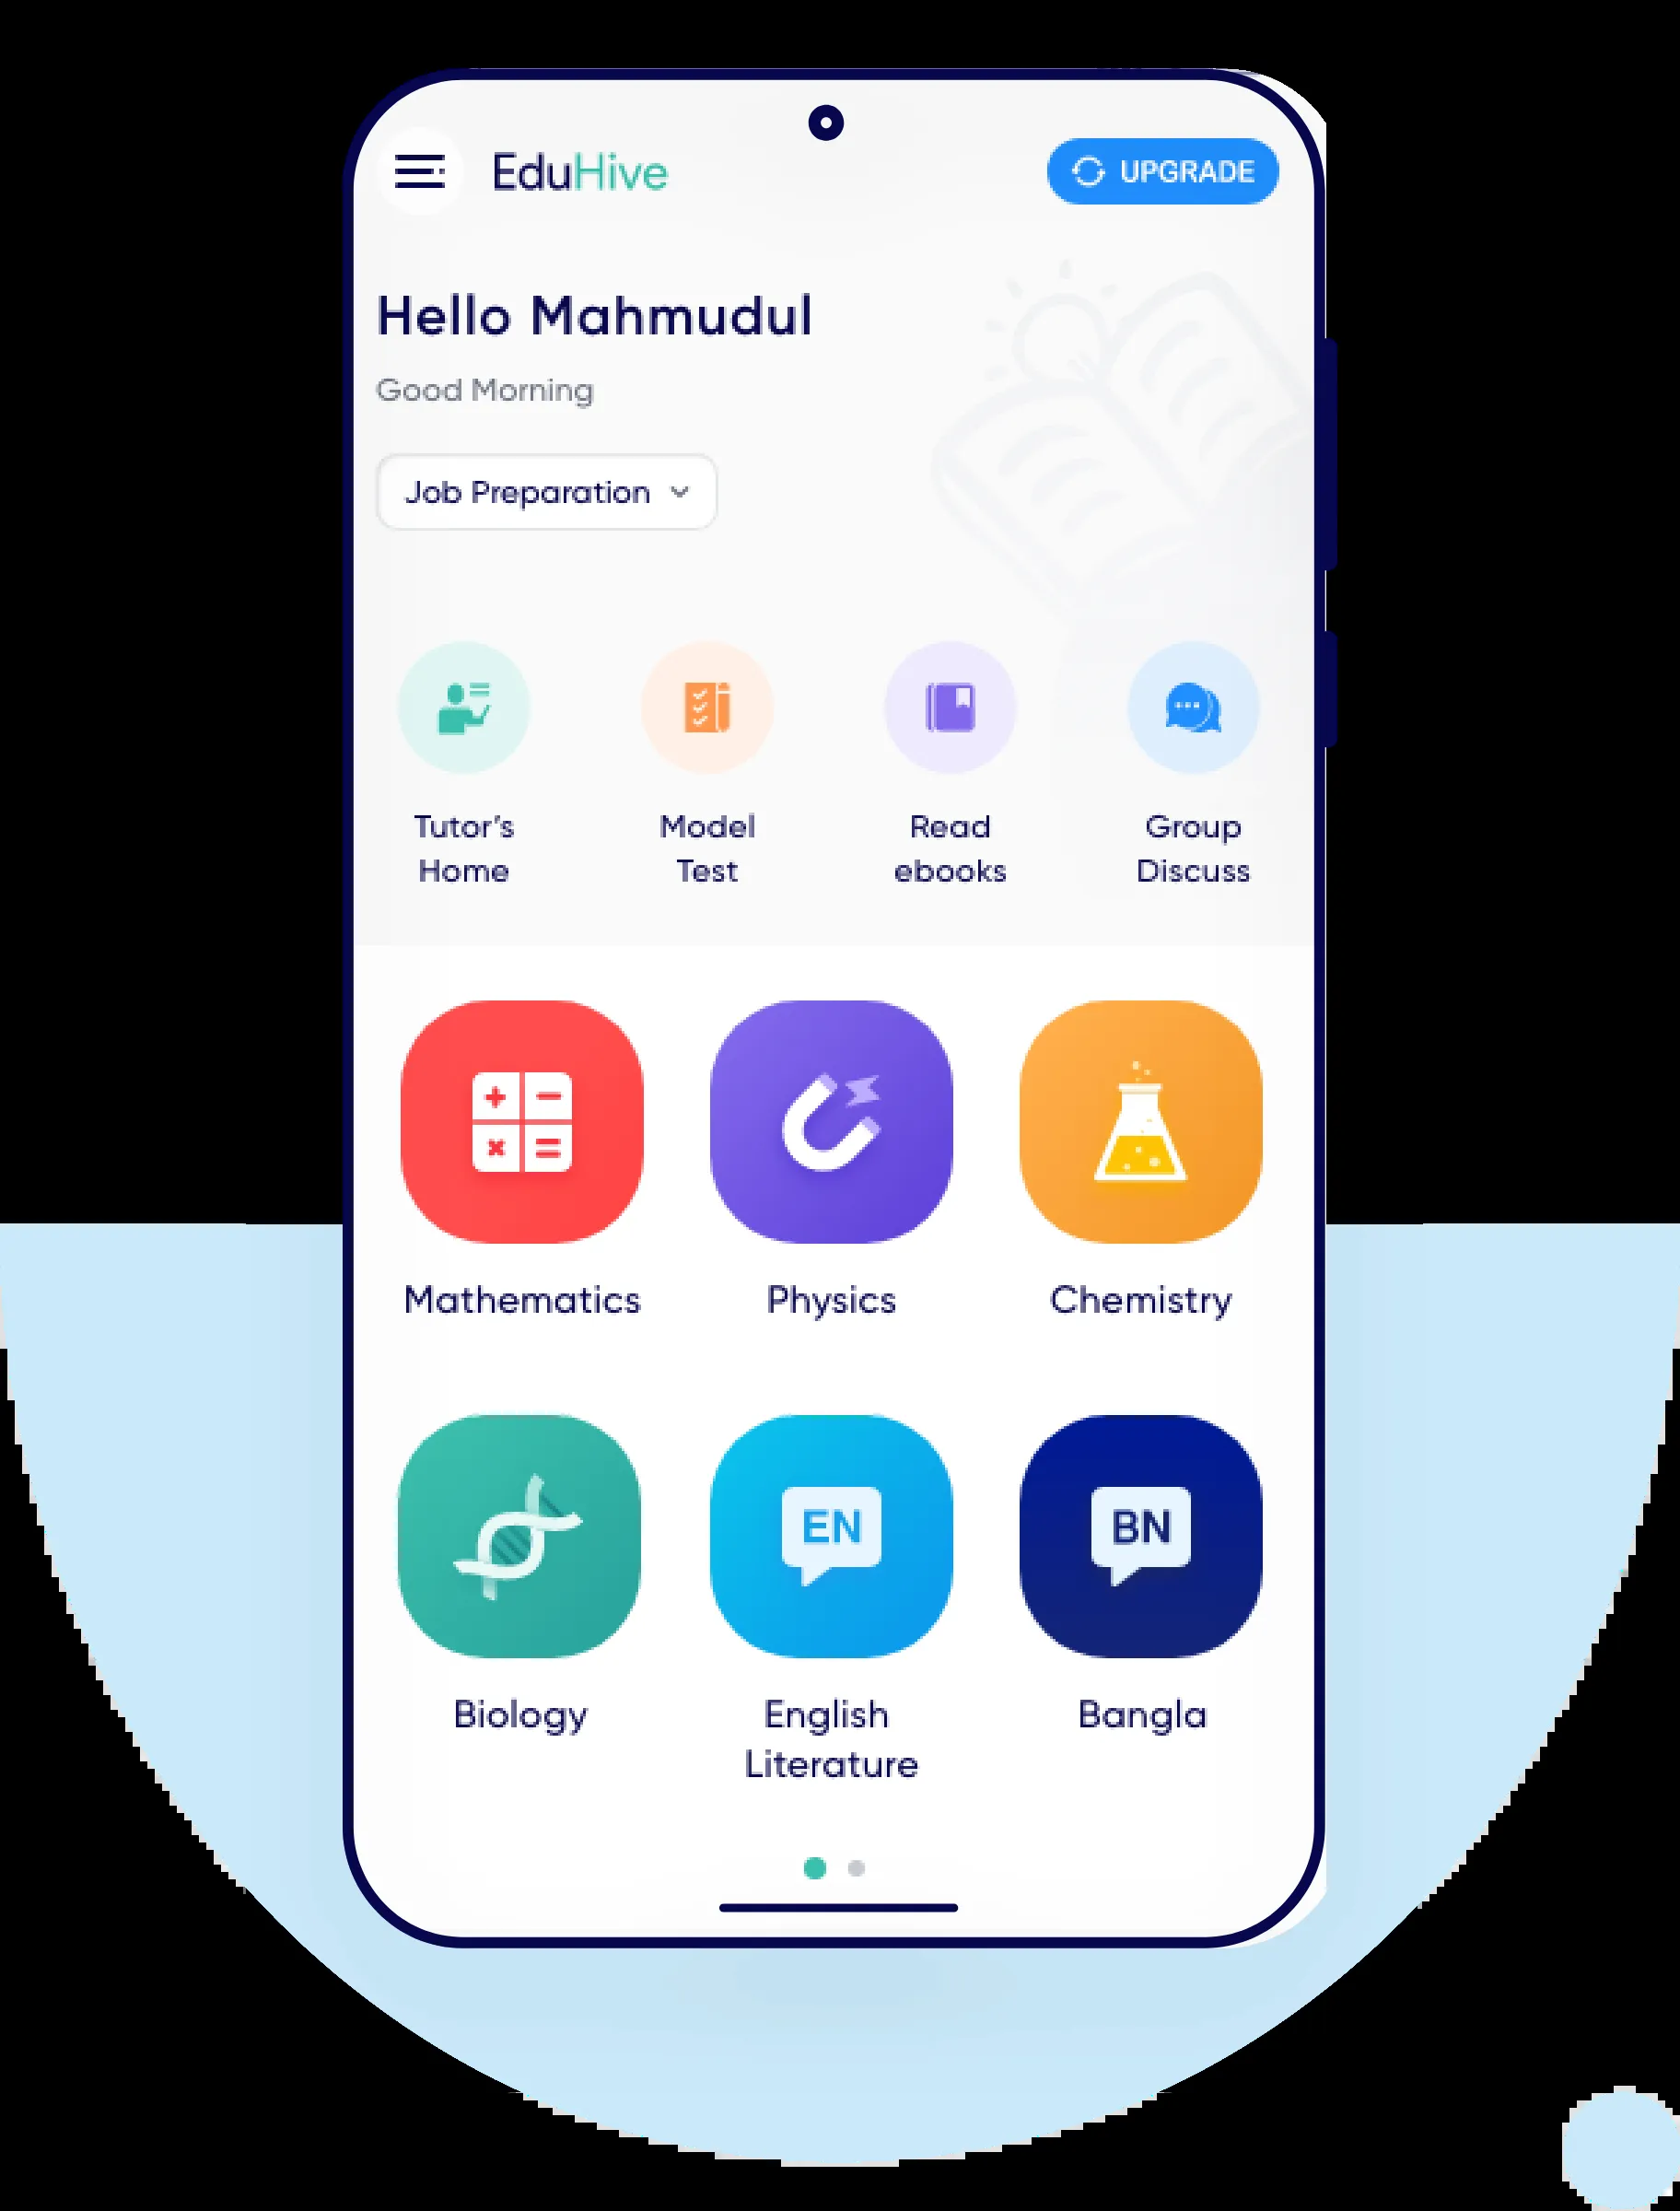 EduHive
UPGRADE
Hello Mahmudul
Good Morning
Job Preparation
Tutor’s
Home
Model
Test
Read
ebooks
Group
Discuss
Mathematics
Physics
Chemistry
EN
BN
Biology
English
Literature
Bangla